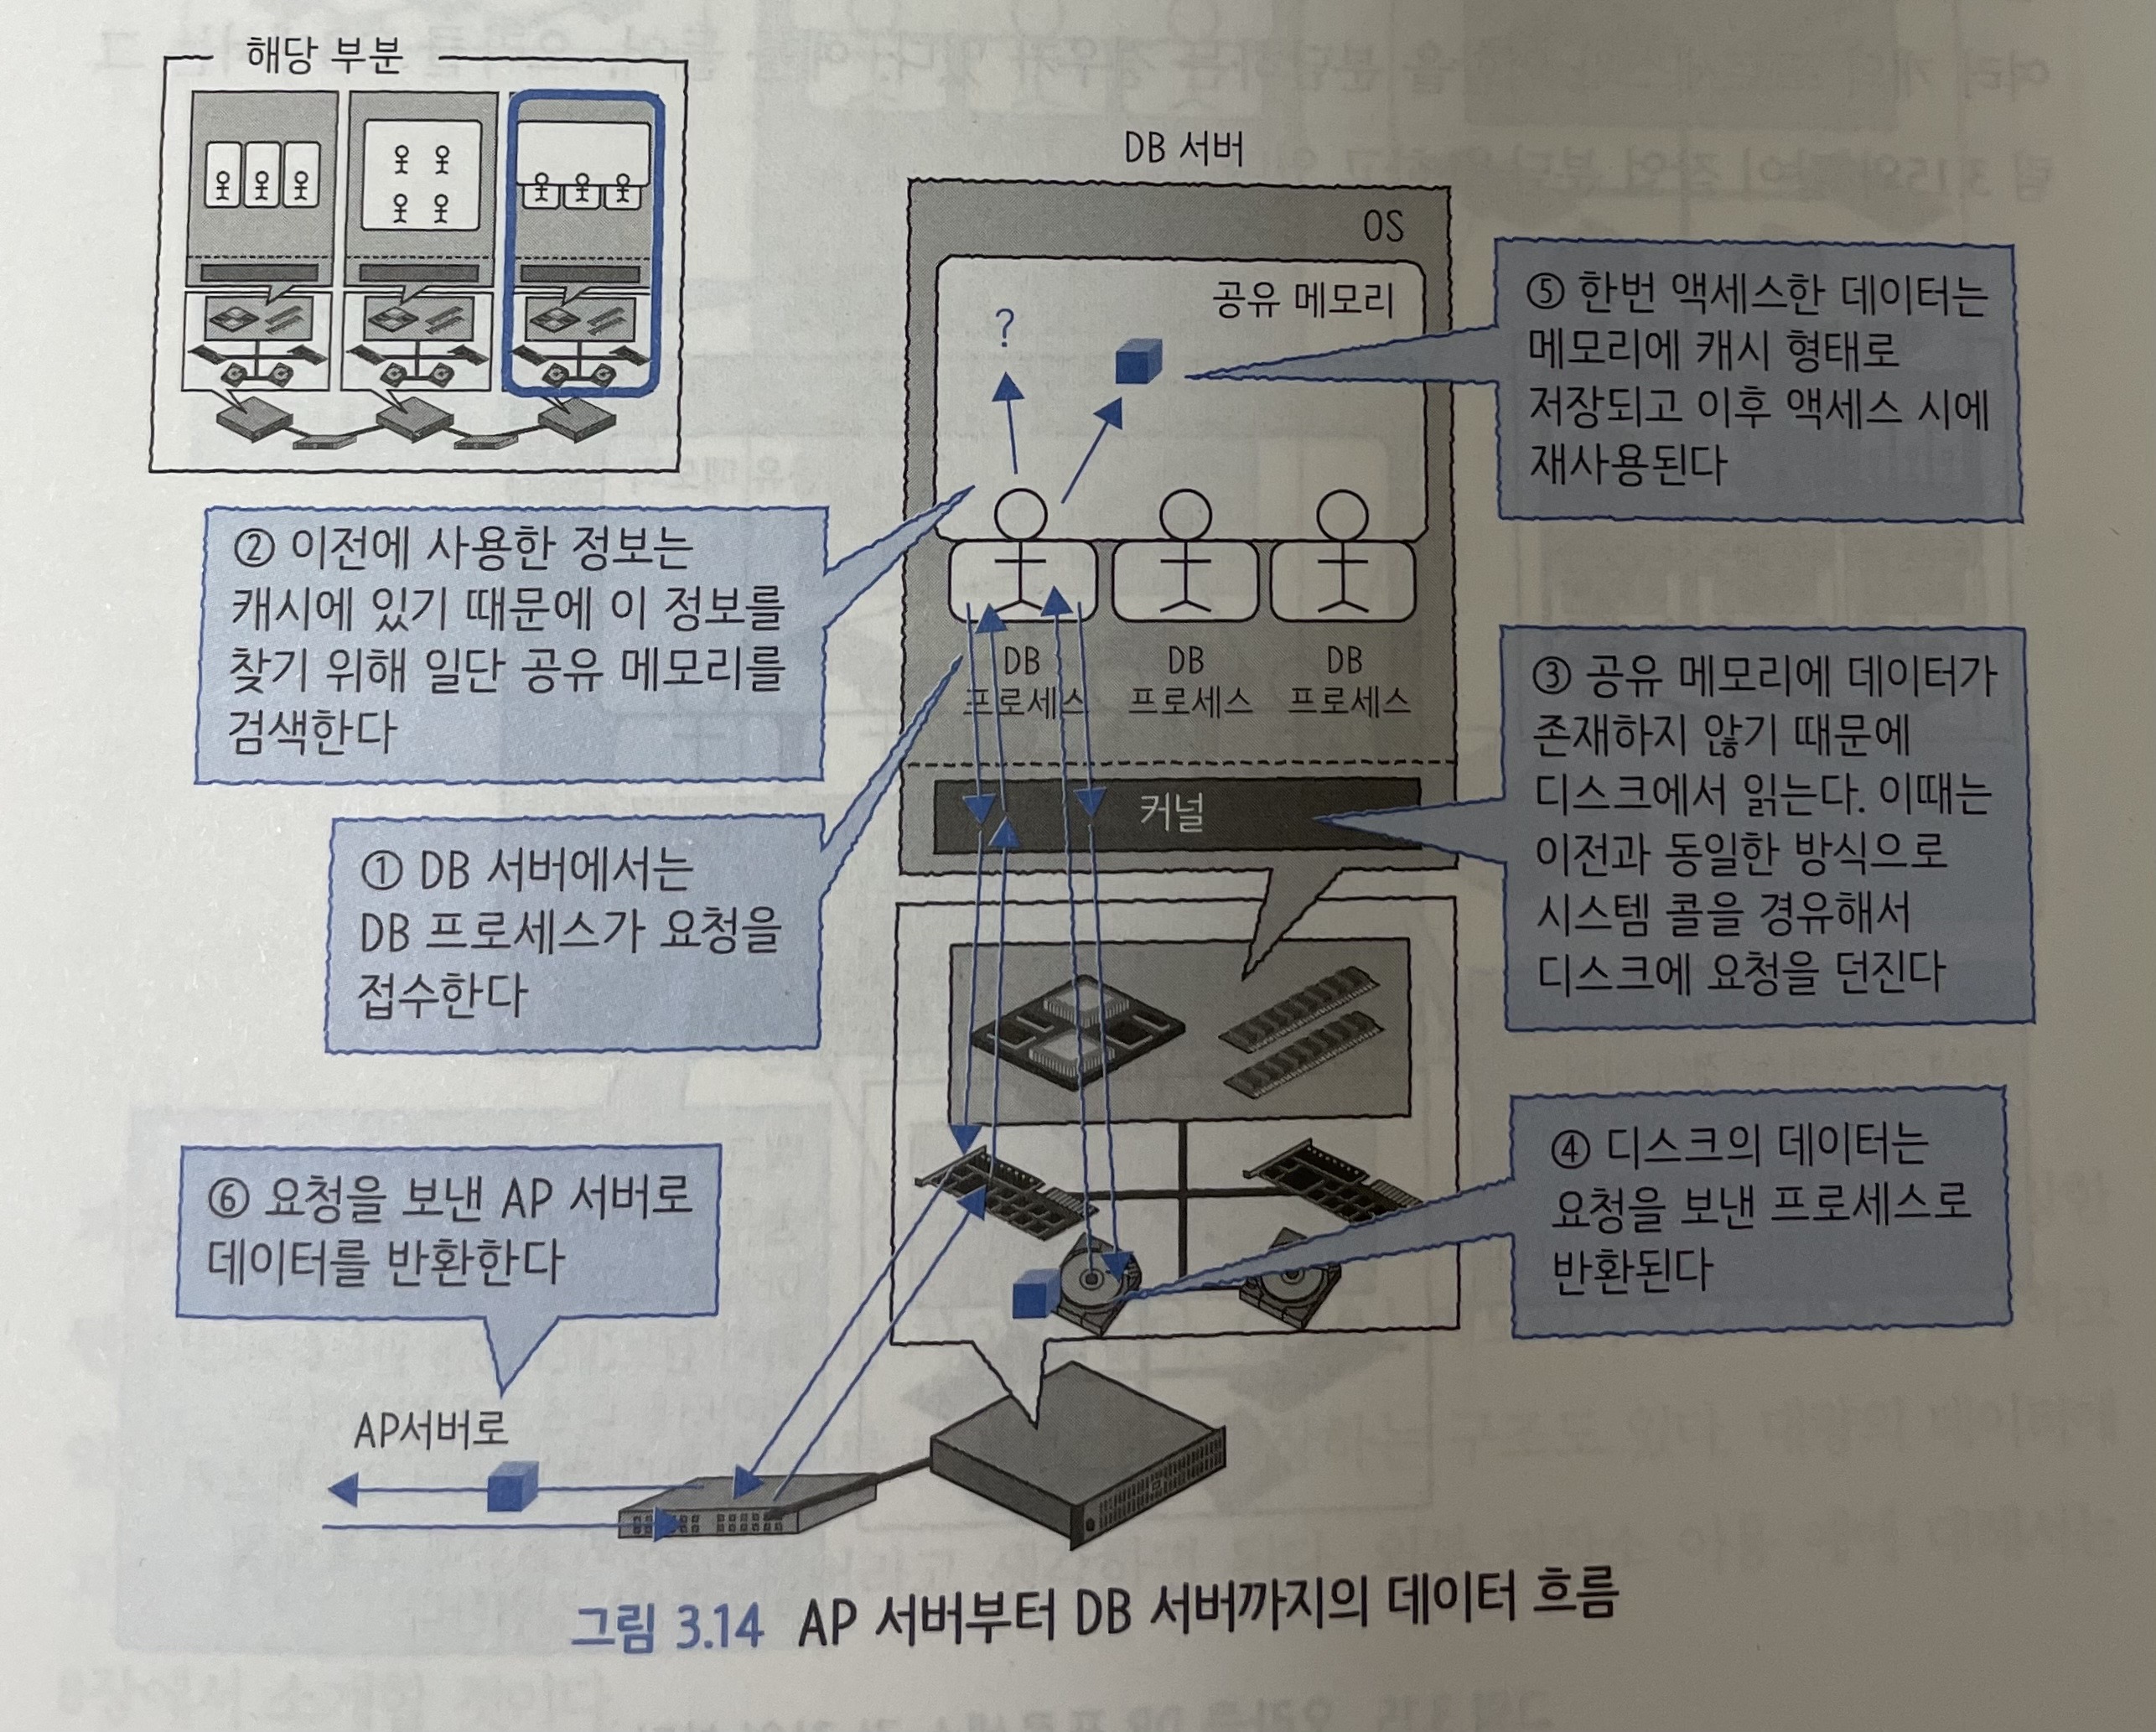 해당 부분
DB 서버
OS
공유 메모리
?
⑤ 한번 액세스한 데이터는
메모리에 캐시 형태로
저장되고 이후 액세스 시에
재사용된다
② 이전에 사용한 정보는
캐시에 있기 때문에 이 정보를
찾기 위해 일단 공유 메모리를
검색한다
DB
프로세스
DB
프로세스
DB
프로세스
③ 공유 메모리에 데이터가
존재하지 않기 때문에
디스크에서 읽는다. 이때는
이전과 동일한 방식으로
시스템 콜을 경유해서
디스크에 요청을 던진다
커널
① DB 서버에서는
DB 프로세스가 요청을
접수한다
④ 디스크의 데이터는
요청을 보낸 프로세스로
반환된다
⑥ 요청을 보낸 AP 서버로
데이터를 반환한다
AP서버로
그림 3.14 AP 서버부터 DB 서버까지의 데이터 흐름